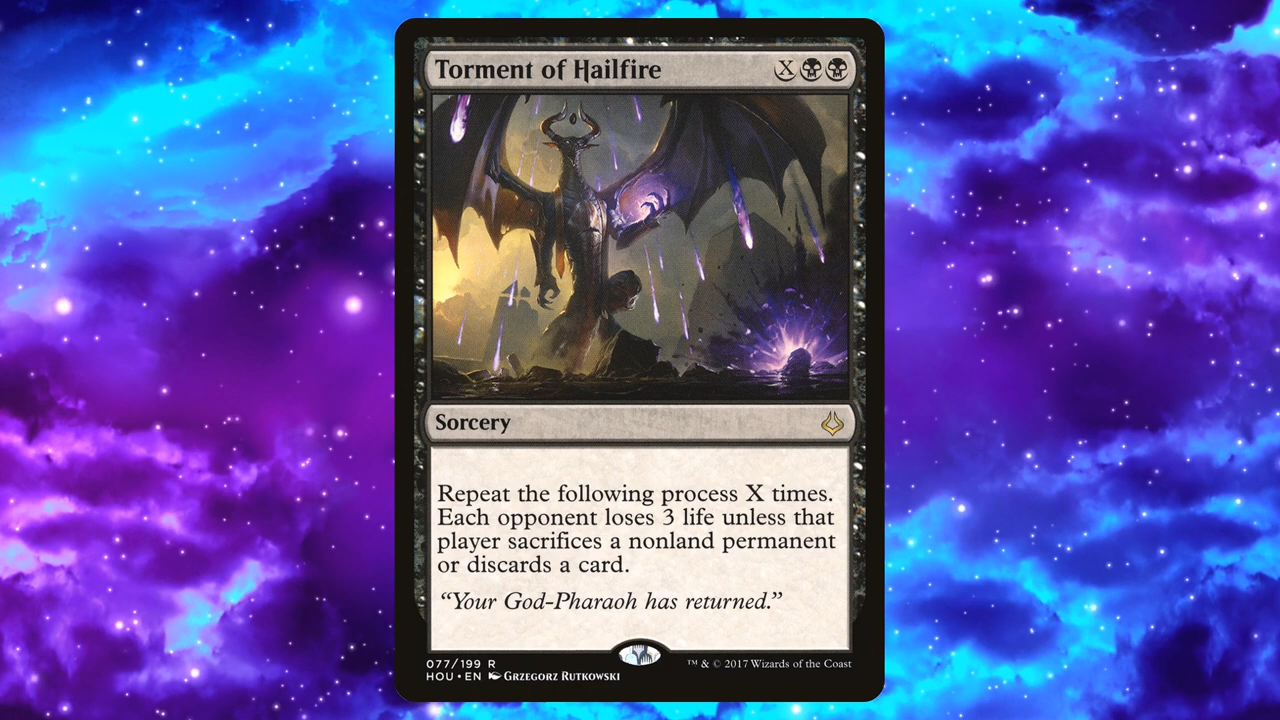 Torment of Hailfire X
Sorcery
Repeat the following process X times.
Each opponent loses 3 life unless that
player sacrifices a nonland permanent
or discards a card.
“Your God-Pharaoh has returned.”
077/199 R
™ & © 2017 Wizards of the Coast
HOU • EN Grzegorz Rutkowski